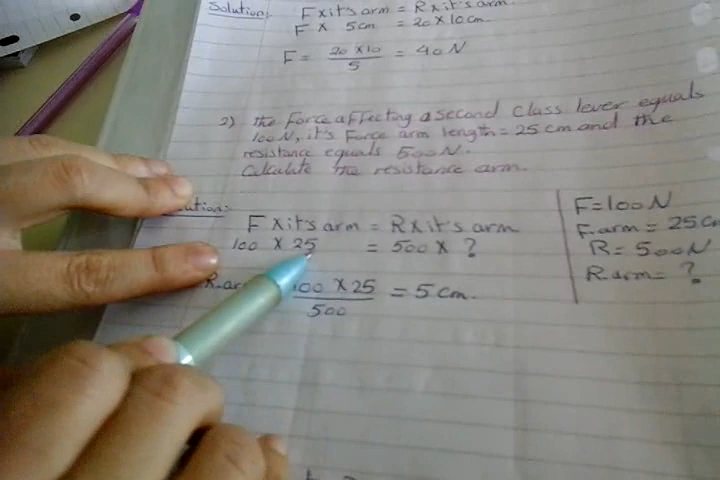 Solution:
F x it's arm = R x it's arm.
F x 5 cm = 20 x 10 cm.
F = 20 x 10 / 5 = 40 N
2) the force affecting a second class lever equals
100 N, it's Force arm length = 25 cm and the
resistance equals 500 N.
Calculate the resistance arm.
F x it's arm = R x it's arm
100 x 25 = 500 x ?
100 x 25 / 500 = 5 cm.
F = 100 N
F. arm = 25 c
R = 500 N
R arm = ?